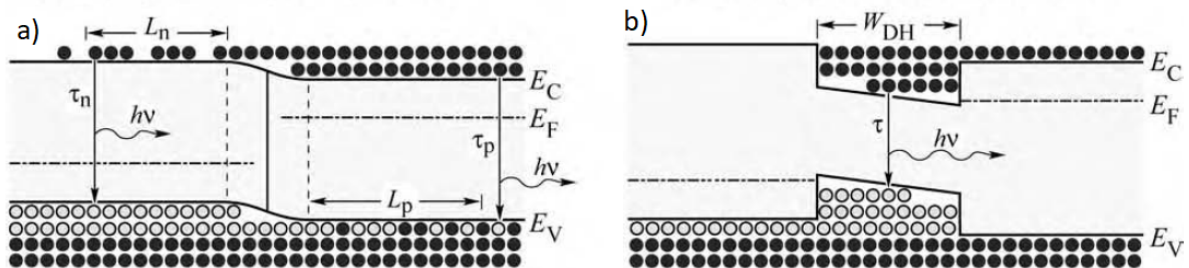 a)
L_n
E_C
τ_n
hν
E_F
τ_p
hν
L_p
E_V
b)
W_DH
E_C
E_F
τ
hν
E_V